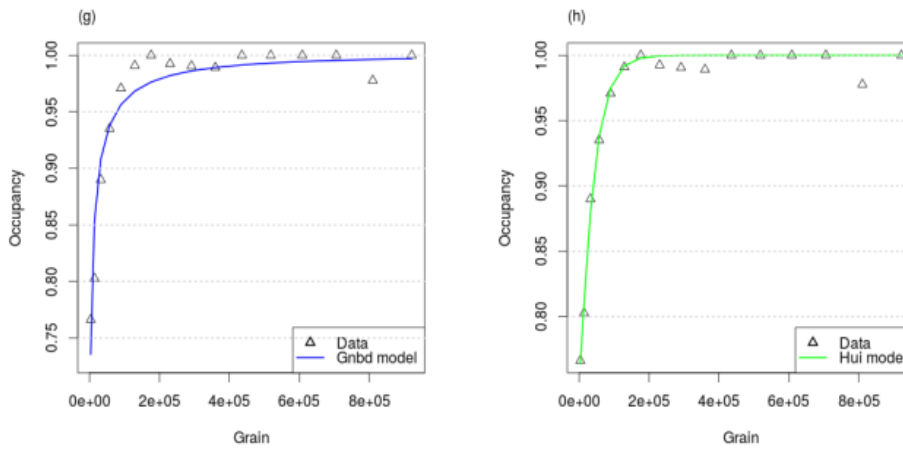 (g)
Occupancy
1.00
0.95
0.90
0.85
0.80
0.75
Data
Gnbd model
0e+00 2e+05 4e+05 6e+05 8e+05
Grain
(h)
Occupancy
1.00
0.95
0.90
0.85
0.80
Data
Hui mode
0e+00 2e+05 4e+05 6e+05 8e+05
Grain